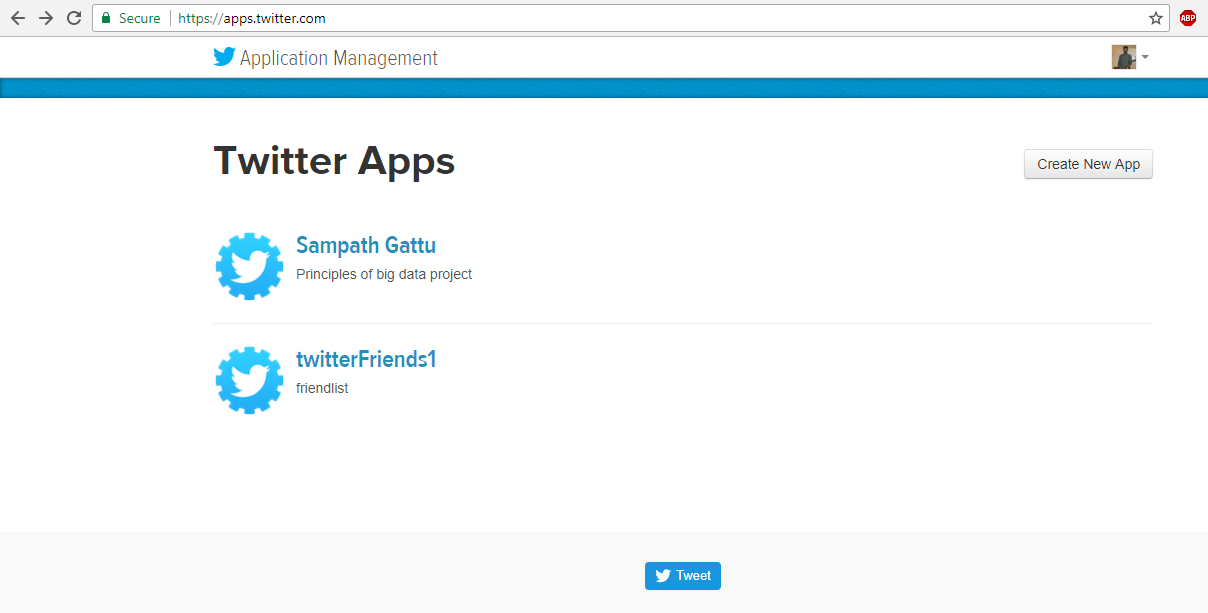 Secure https://apps.twitter.com
ABP
Application Management
Twitter Apps
Create New App
Sampath Gattu
Principles of big data project
twitterFriends1
friendlist
Tweet